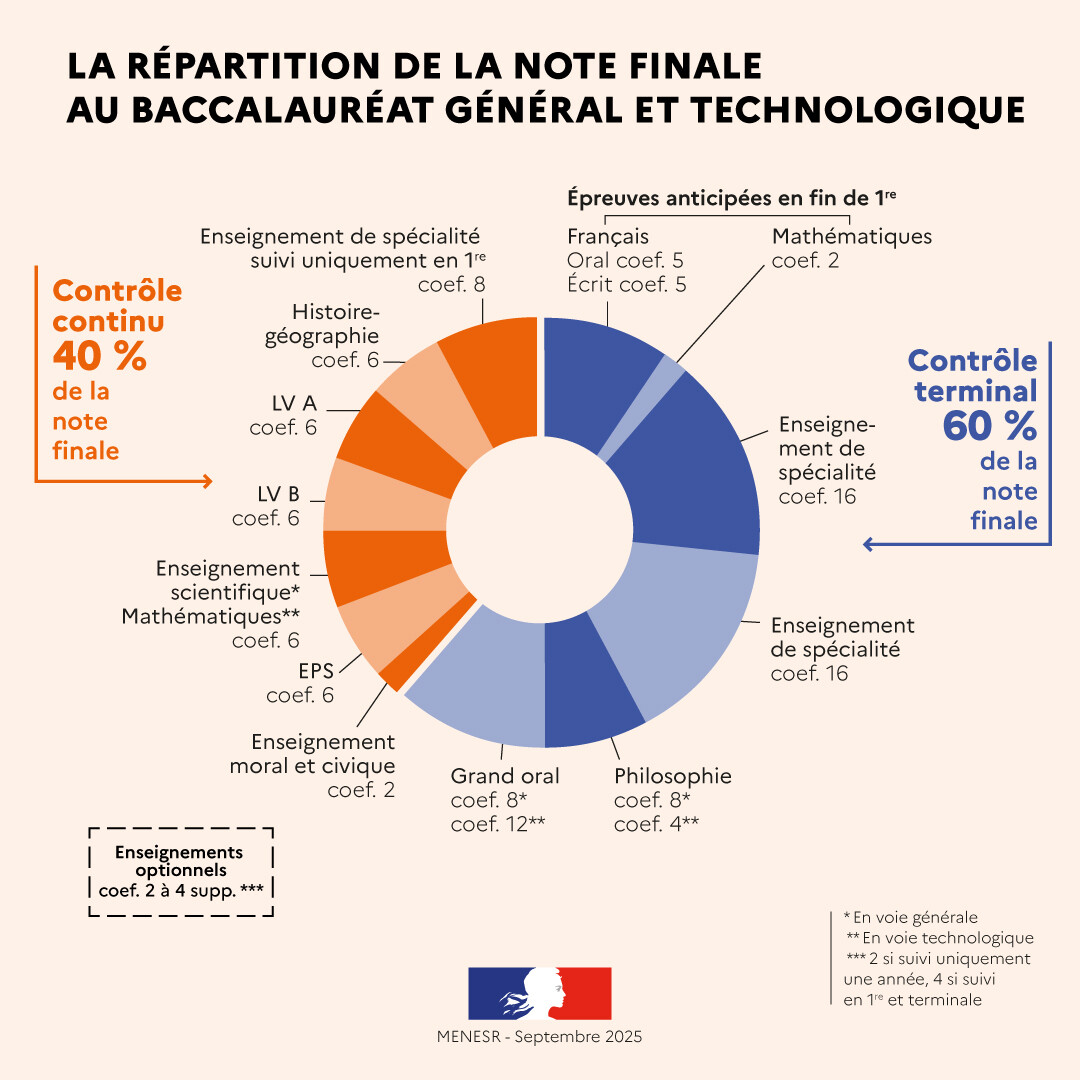 LA RÉPARTITION DE LA NOTE FINALE
AU BACCALAURÉAT GÉNÉRAL ET TECHNOLOGIQUE
Épreuves anticipées en fin de 1re
Français
Oral coef. 5
Écrit coef. 5
Mathématiques
coef. 2
Enseignement de spécialité
suivi uniquement en 1re
coef. 8
Contrôle
continu
40 %
de la
note
finale
Histoire-
géographie
coef. 6
LV A
coef. 6
LV B
coef. 6
Enseignement
scientifique*
Mathématiques**
coef. 6
EPS
coef. 6
Enseignement
moral et civique
coef. 2
Contrôle
terminal
60 %
de la
note
finale
Enseigne-
ment de
spécialité
coef. 16
Enseignement
de spécialité
coef. 16
Grand oral
coef. 8*
coef. 12**
Philosophie
coef. 8*
coef. 4**
Enseignements
optionnels
coef. 2 à 4 supp. ***
* En voie générale
** En voie technologique
*** 2 si suivi uniquement
une année, 4 si suivi
en 1re et terminale
MENESR - Septembre 2025